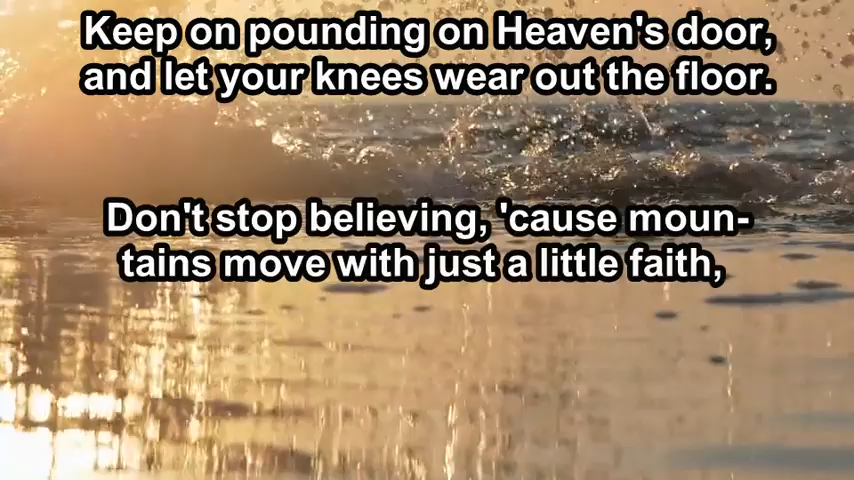 Keep on pounding on Heaven's door,
and let your knees wear out the floor.
Don't stop believing, 'cause moun-
tains move with just a little faith,